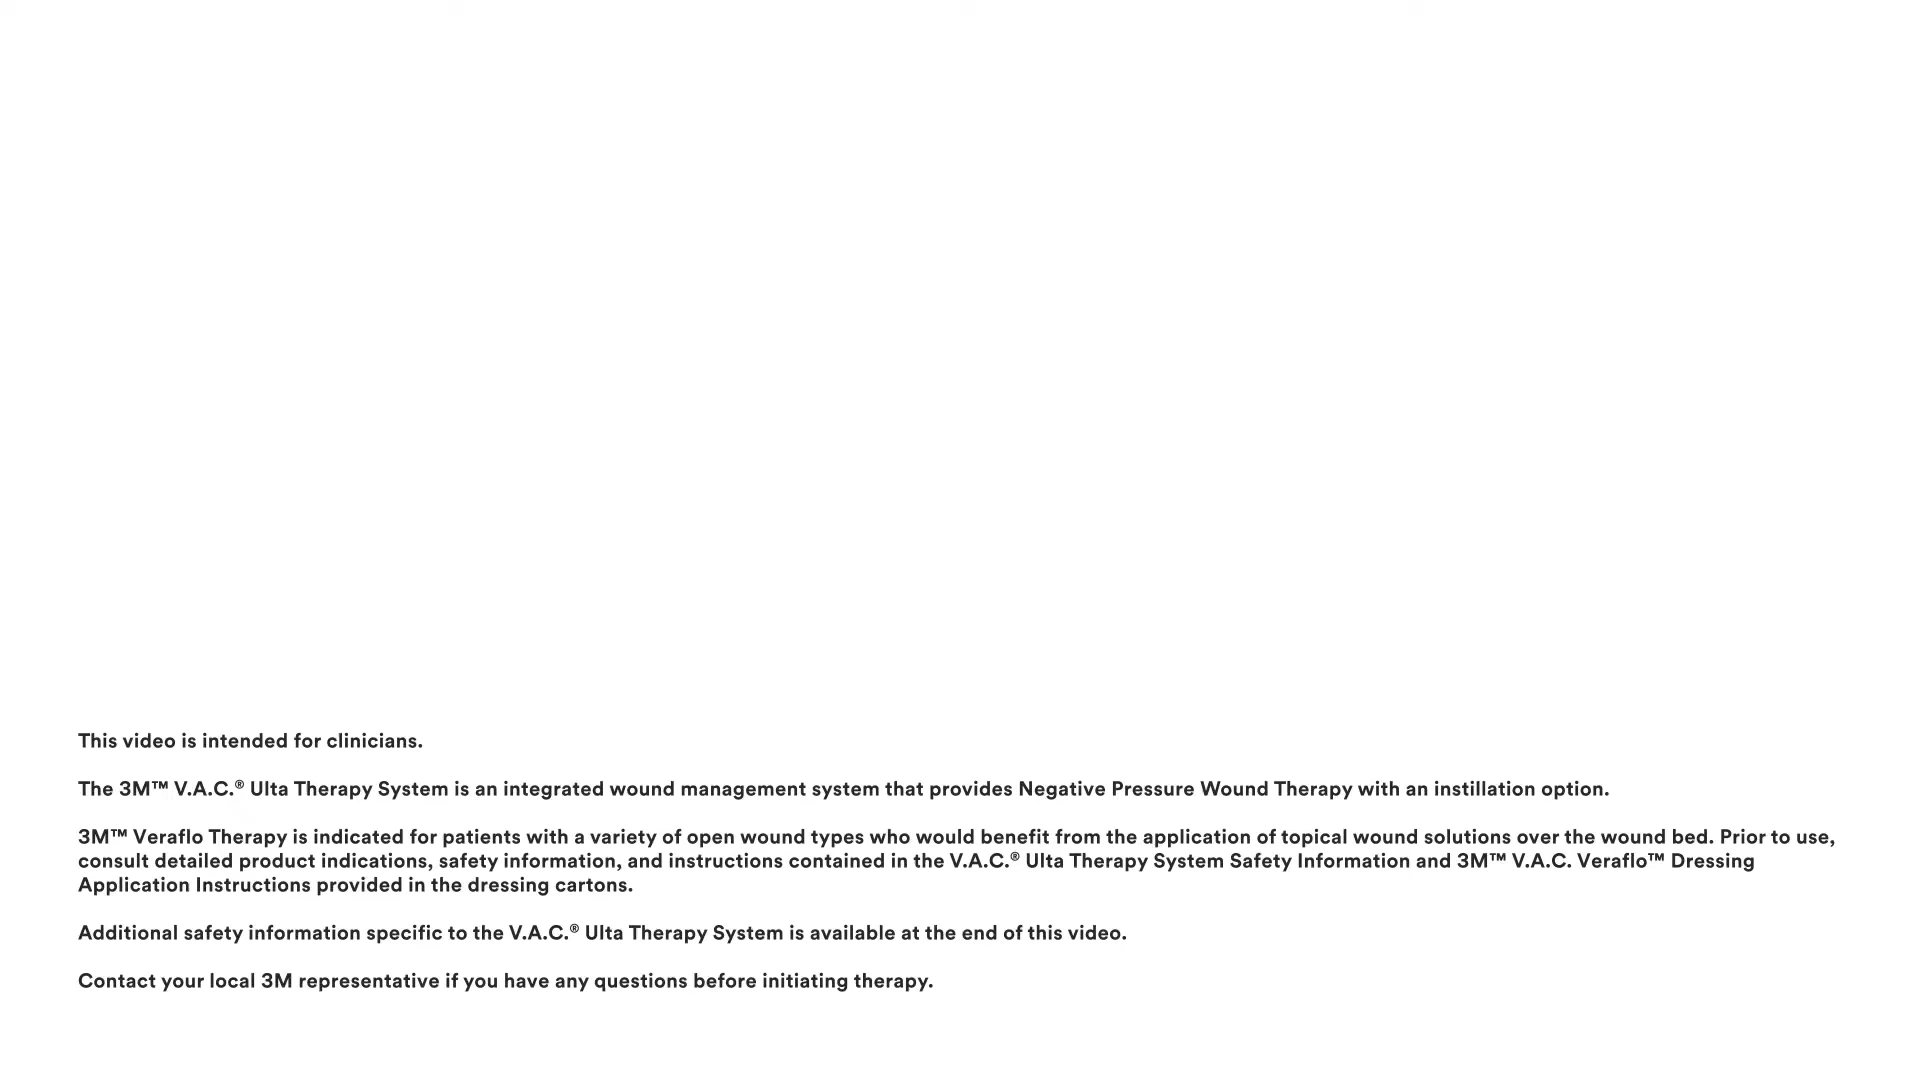 This video is intended for clinicians.
The 3M™ V.A.C.® Ulta Therapy System is an integrated wound management system that provides Negative Pressure Wound Therapy with an instillation option.
3M™ Veraflo Therapy is indicated for patients with a variety of open wound types who would benefit from the application of topical wound solutions over the wound bed. Prior to use,
consult detailed product indications, safety information, and instructions contained in the V.A.C.® Ulta Therapy System Safety Information and 3M™ V.A.C. Veraflo™ Dressing
Application Instructions provided in the dressing cartons.
Additional safety information specific to the V.A.C.® Ulta Therapy System is available at the end of this video.
Contact your local 3M representative if you have any questions before initiating therapy.